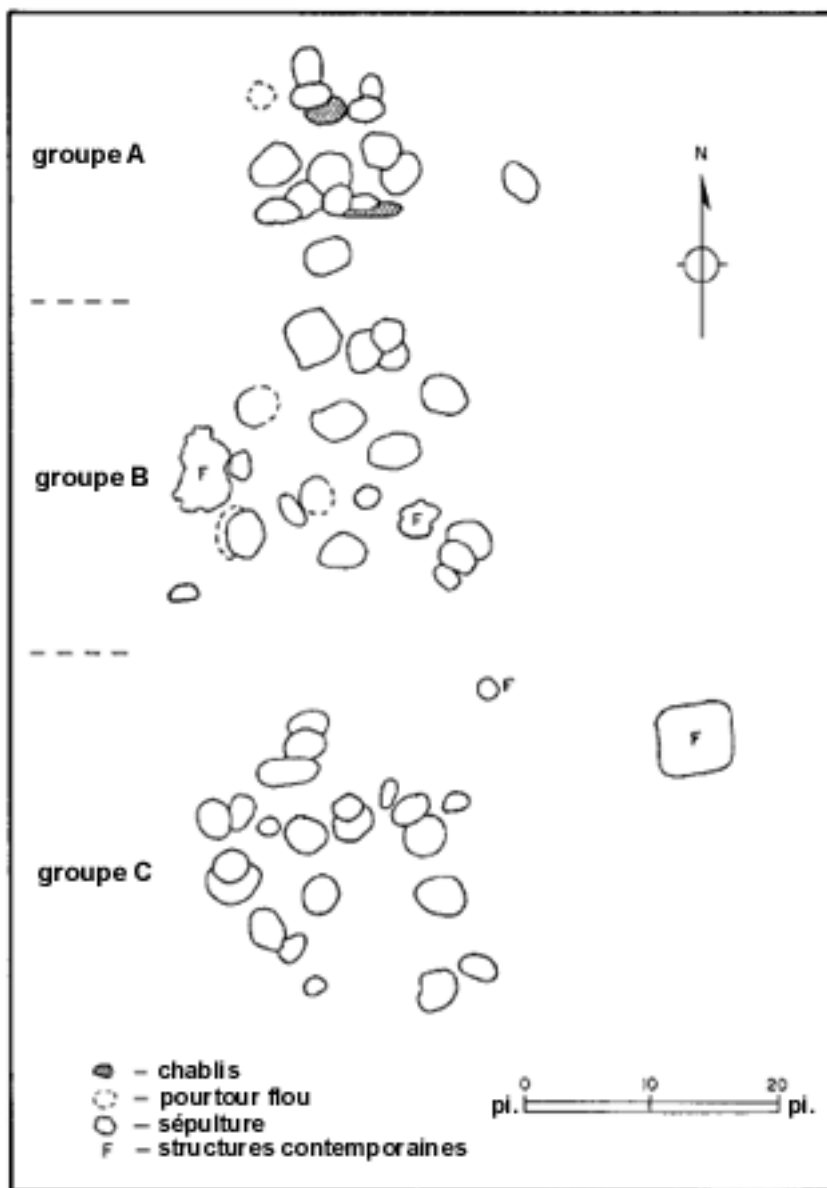 groupe A
N
groupe B
F
F
F
F
groupe C
– chablis
– pourtour flou
– sépulture
F – structures contemporaines
0 10 20
pi. pi.